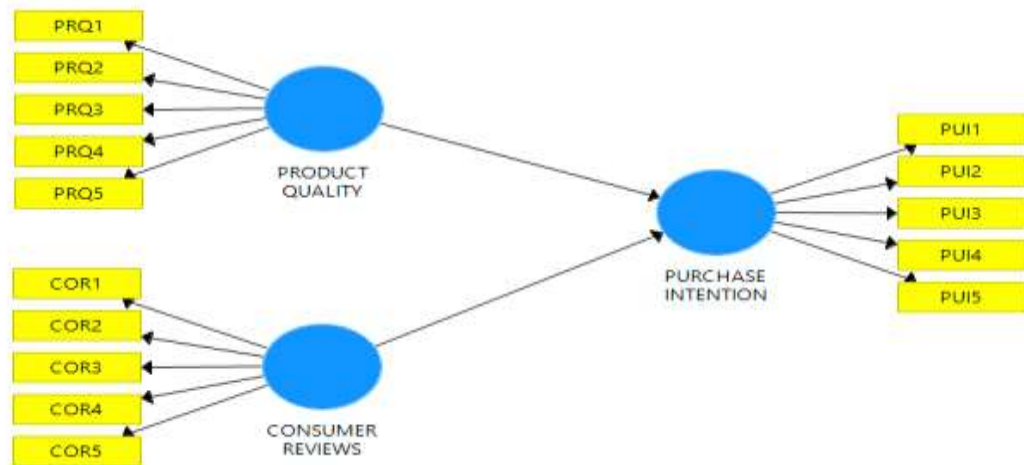 PRQ1
PRQ2
PRQ3
PRQ4
PRQ5
PRODUCT
QUALITY
COR1
COR2
COR3
COR4
COR5
CONSUMER
REVIEWS
PURCHASE
INTENTION
PUI1
PUI2
PUI3
PUI4
PUI5